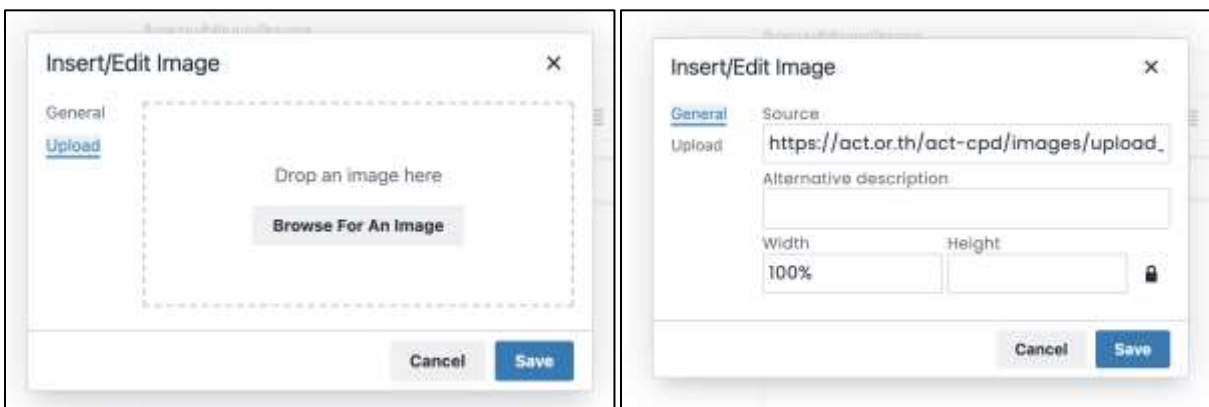 Insert/Edit Image
General
Upload
Drop an image here
Browse For An Image
Cancel Save
Insert/Edit Image
General
Upload
Source
https://act.or.th/act-cpd/images/upload_
Alternative description
Width Height
100%
Cancel Save